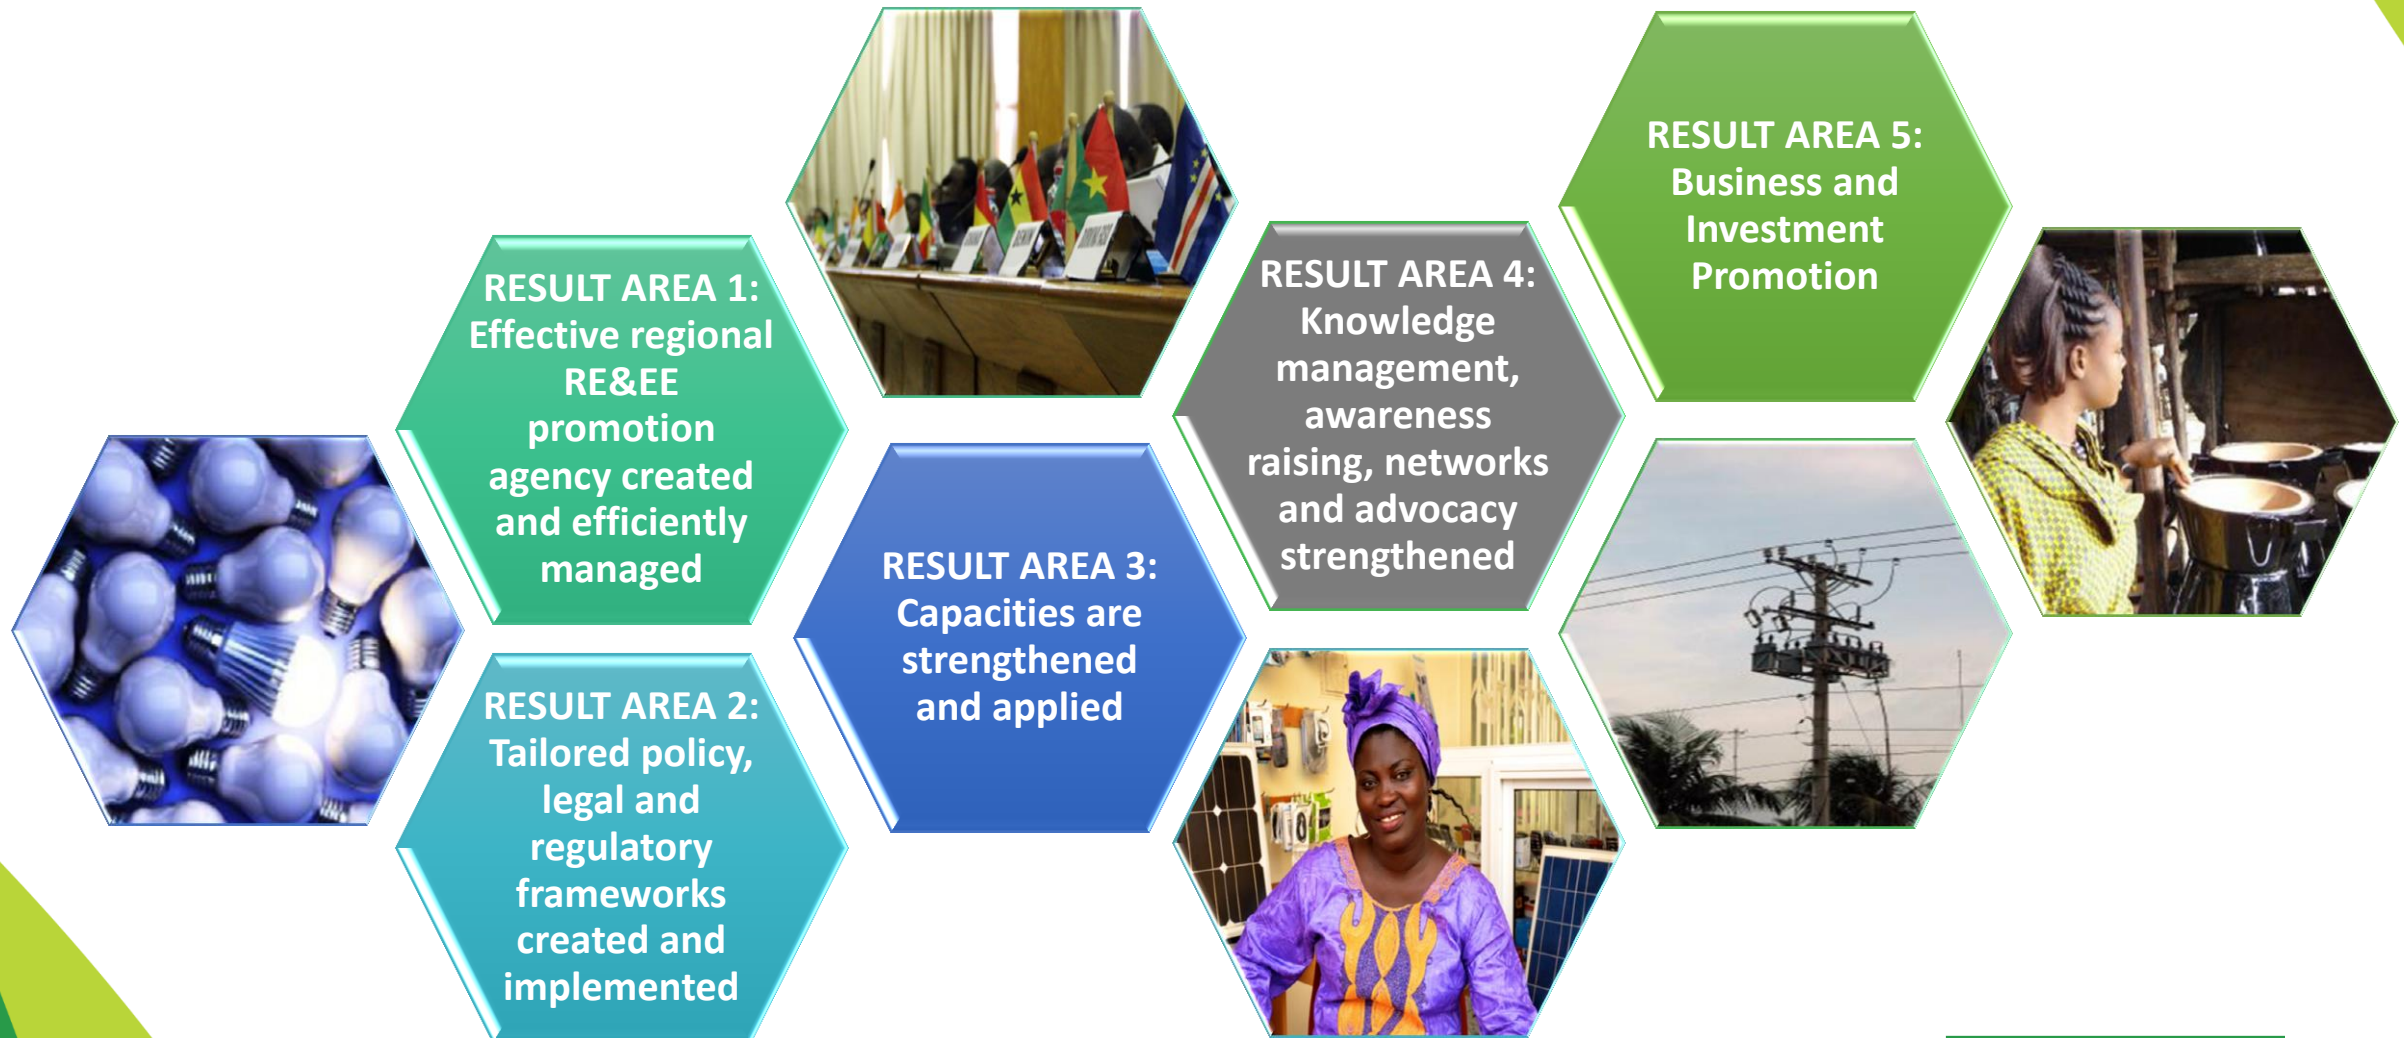 RESULT AREA 1:
Effective regional
RE&EE
promotion
agency created
and efficiently
managed
RESULT AREA 2:
Tailored policy,
legal and
regulatory
frameworks
created and
implemented
RESULT AREA 3:
Capacities are
strengthened
and applied
RESULT AREA 4:
Knowledge
management,
awareness
raising, networks
and advocacy
strengthened
RESULT AREA 5:
Business and
Investment
Promotion